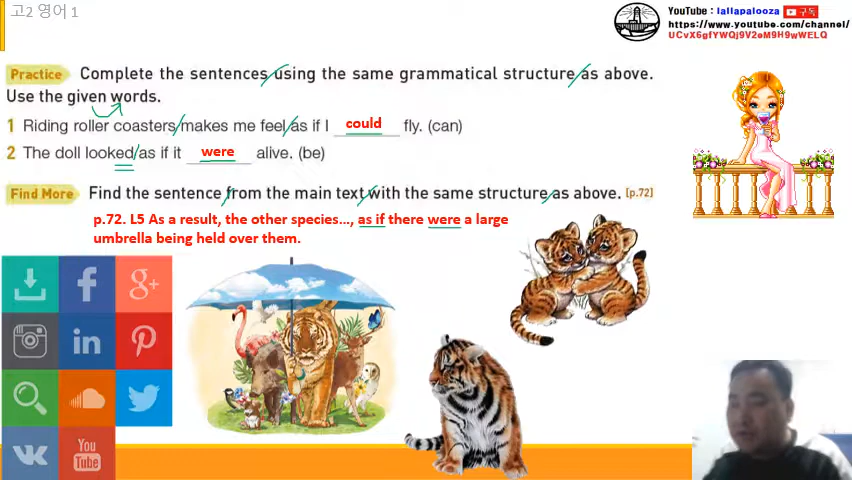 고2 영어 1
YouTube : lallapalooza 구독
https://www.youtube.com/channel/
UCvX6gfYWQj9V2eM9H9wWELQ
Practice Complete the sentences using the same grammatical structure as above.
Use the given words.
1 Riding roller coasters makes me feel as if I could fly. (can)
2 The doll looked as if it were alive. (be)
Find More Find the sentence from the main text with the same structure as above. [p.72]
p.72. L5 As a result, the other species..., as if there were a large
umbrella being held over them.
f
g+
in
VK
You
Tube